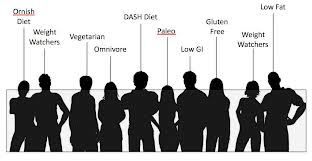 Ornish
Diet
Weight
Watchers
Vegetarian
Omnivore
DASH Diet
Paleo
Low GI
Gluten
Free
Weight
Watchers
Low Fat